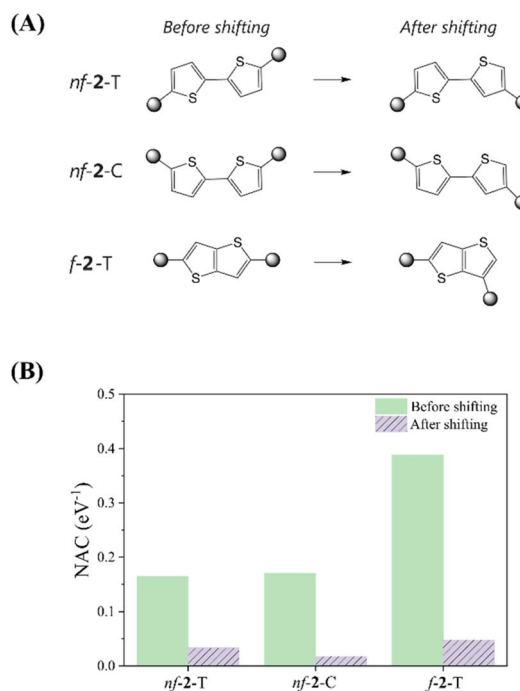 (A)
Before shifting After shifting
nf-2-T
S
S
S
S
nf-2-C
S S
S
S
f-2-T
S
S
S
S
(B)
0.5
0.4
0.3
0.2
0.1
0.0
NAC (eV⁻¹)
Before shifting
After shifting
nf-2-T nf-2-C f-2-T